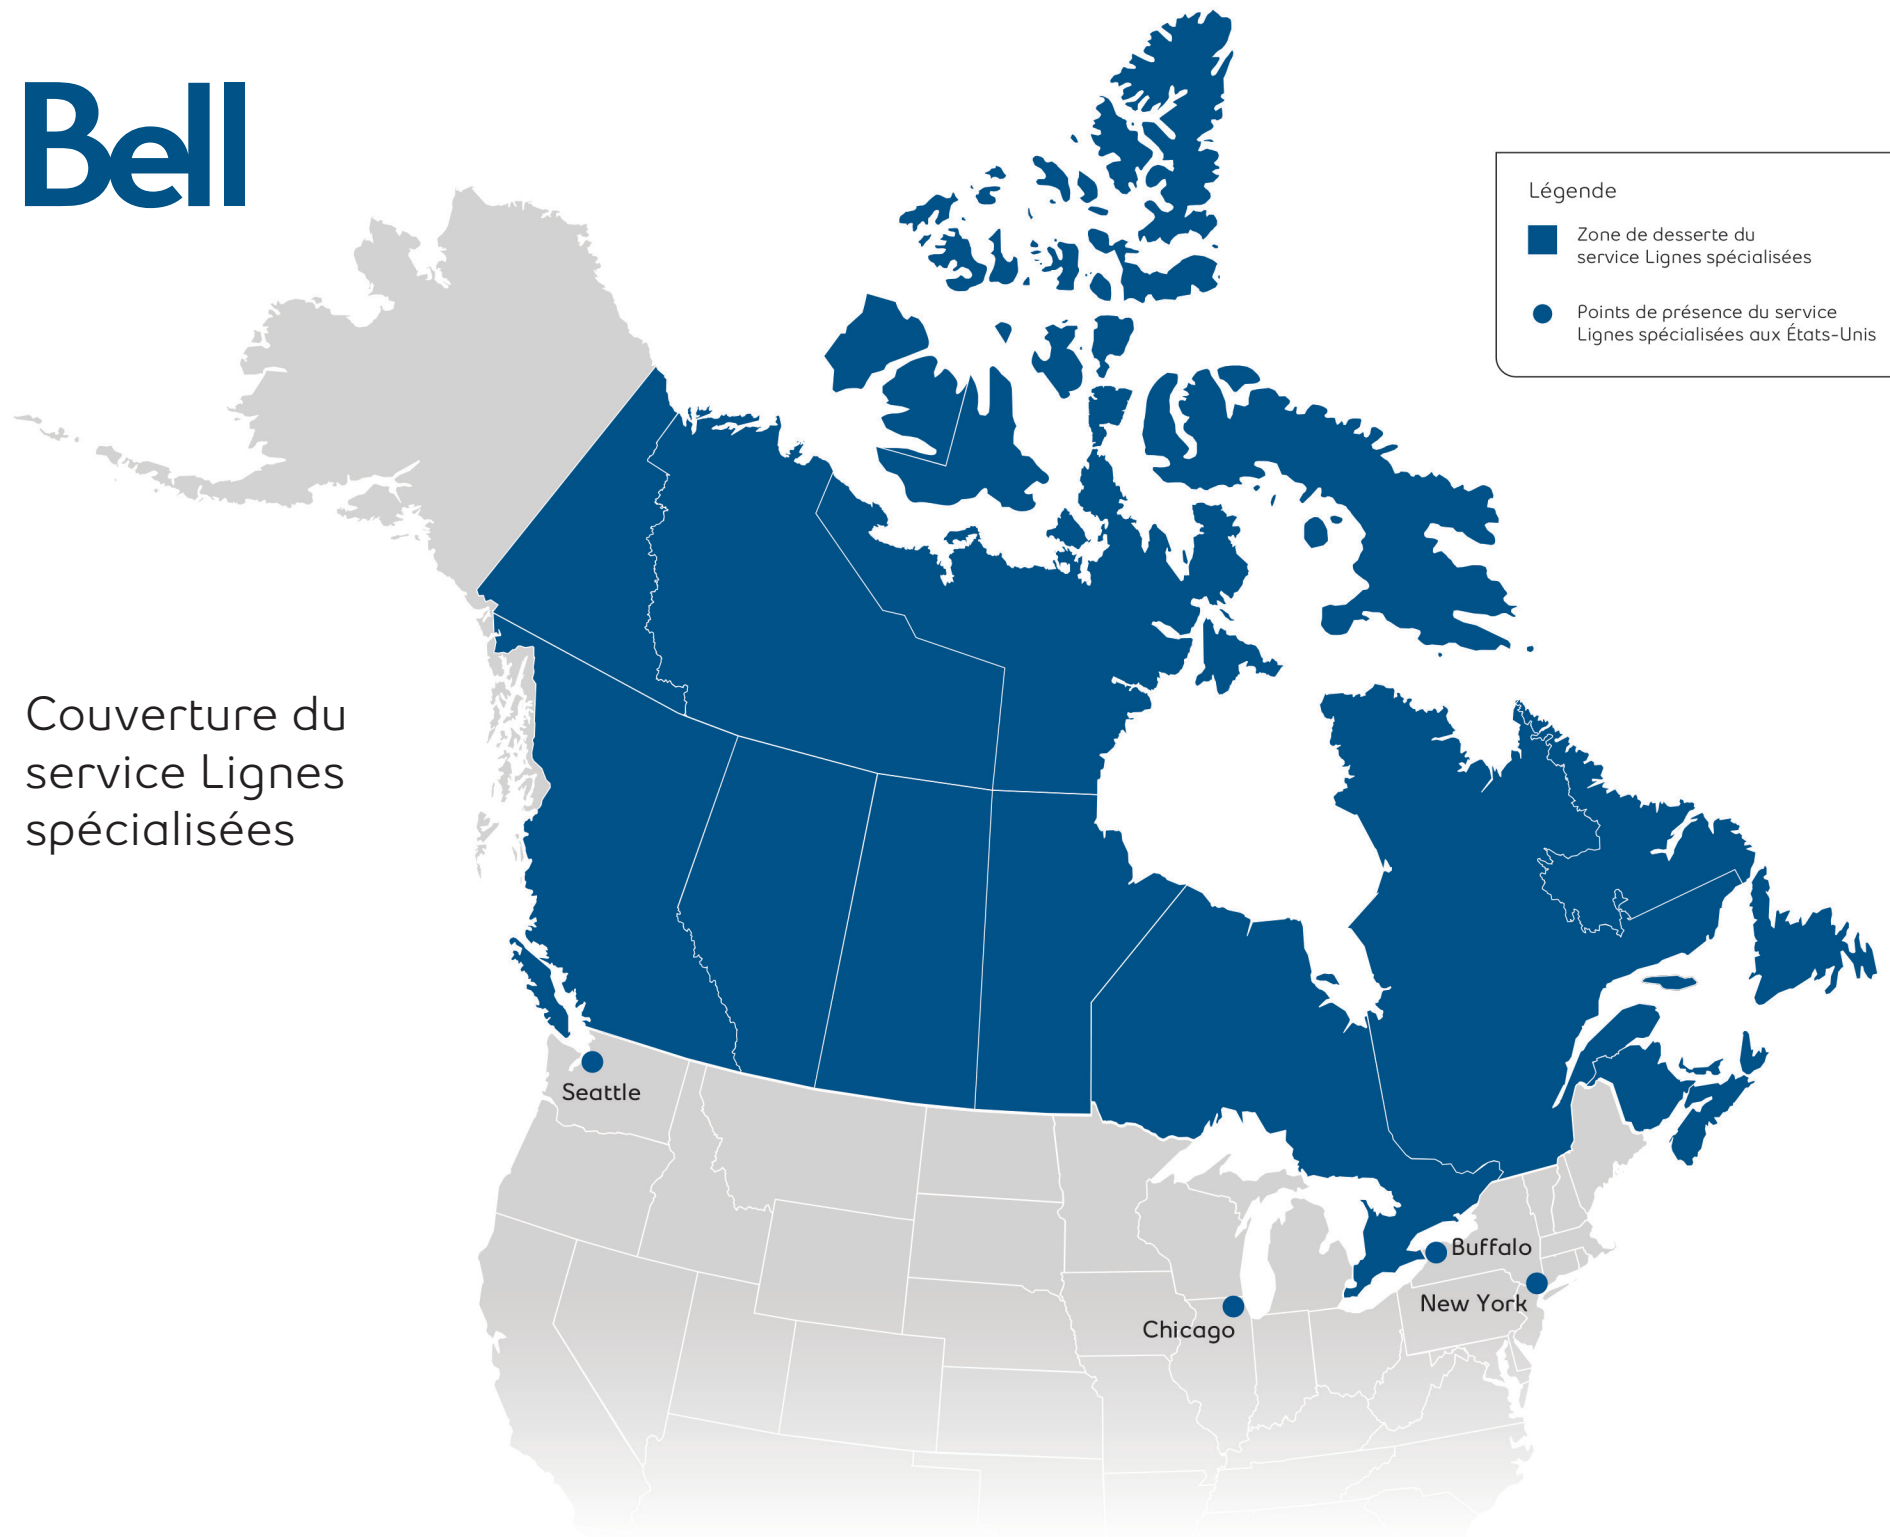 Bell
Légende
Zone de desserte du
service Lignes spécialisées
Points de présence du service
Lignes spécialisées aux États-Unis
Couverture du
service Lignes
spécialisées
Seattle
Buffalo
New York
Chicago